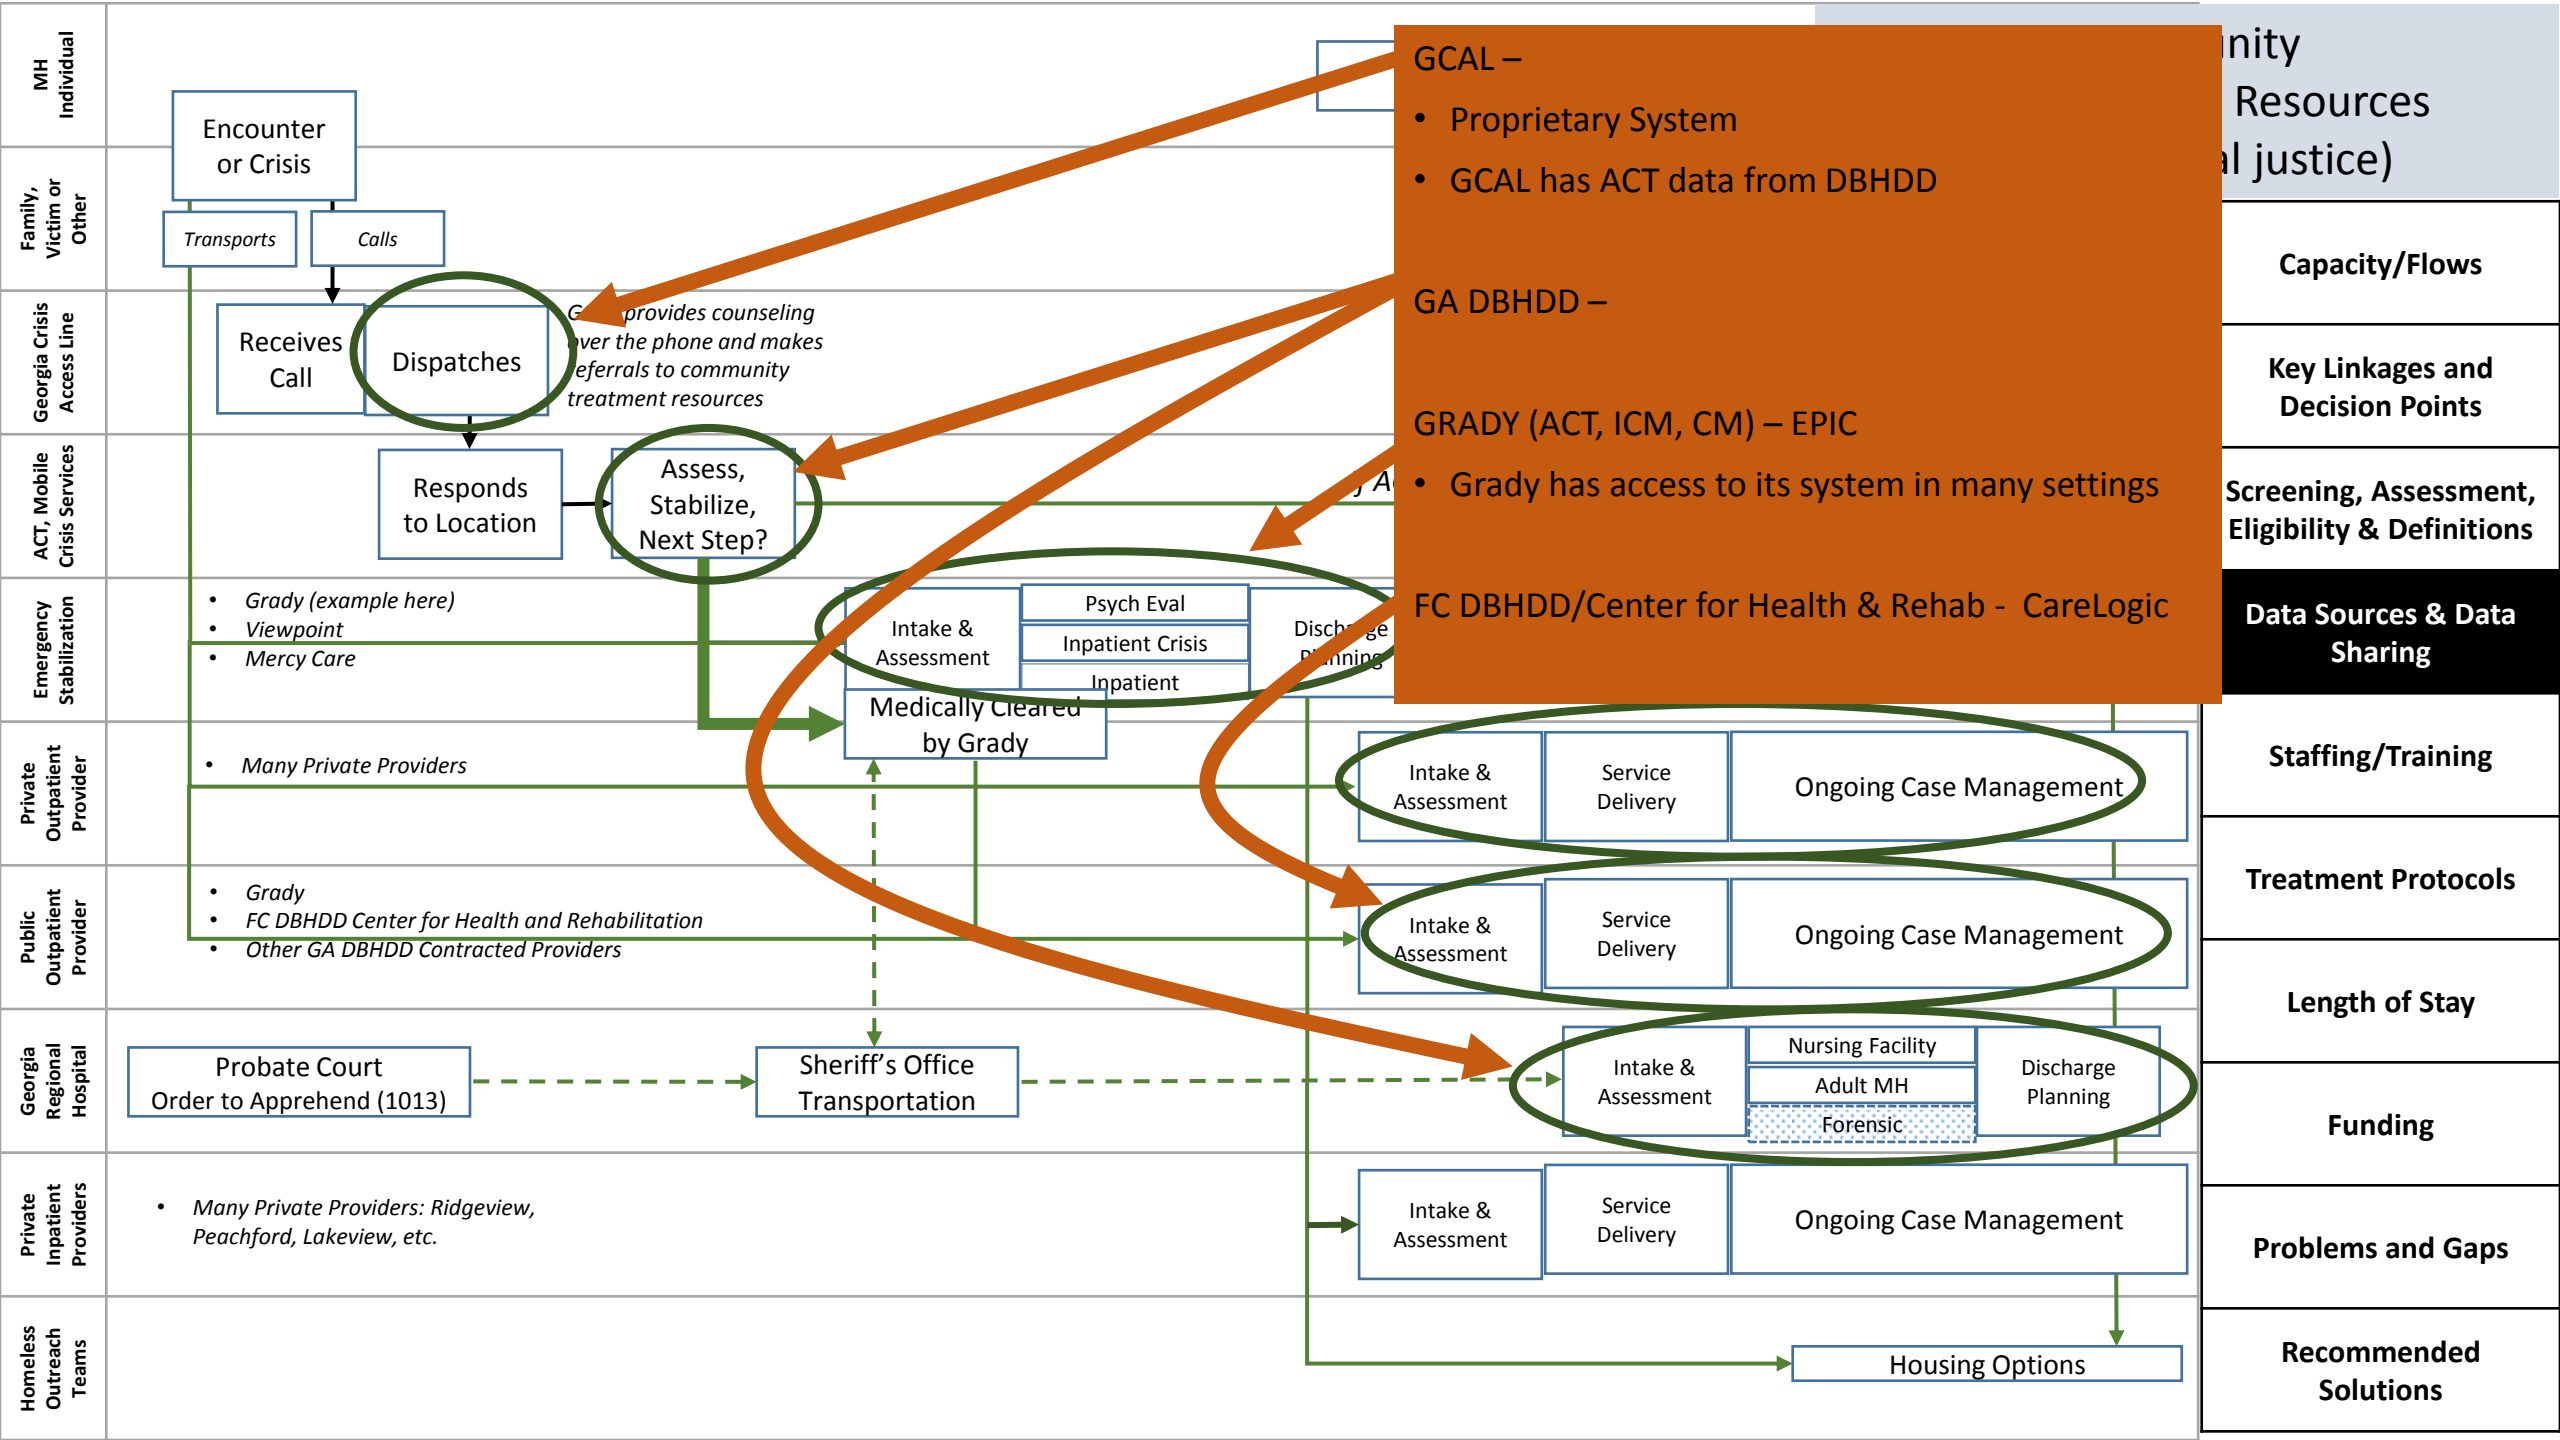 MH
Individual
Encounter
or Crisis
Family,
Victim or
Other
Transports
Calls
Georgia Crisis
Access Line
Receives
Call
Dispatches
provides counseling
over the phone and makes
referrals to community
treatment resources
ACT, Mobile
Crisis Services
Responds
to Location
Assess,
Stabilize,
Next Step?
Emergency
Stabilization
• Grady (example here)
• Viewpoint
• Mercy Care
Intake &
Assessment
Psych Eval
Inpatient Crisis
Inpatient
Discharge
Planning
Medically Cleared
by Grady
Private
Outpatient
Provider
• Many Private Providers
Intake &
Assessment
Service
Delivery
Ongoing Case Management
Public
Outpatient
Provider
• Grady
• FC DBHDD Center for Health and Rehabilitation
• Other GA DBHDD Contracted Providers
Intake &
Assessment
Service
Delivery
Ongoing Case Management
Georgia
Regional
Hospital
Probate Court
Order to Apprehend (1013)
Sheriff’s Office
Transportation
Intake &
Assessment
Nursing Facility
Adult MH
Forensic
Discharge
Planning
Private
Inpatient
Providers
• Many Private Providers: Ridgeview,
Peachford, Lakeview, etc.
Intake &
Assessment
Service
Delivery
Ongoing Case Management
Homeless
Outreach
Teams
Housing Options
GCAL –
• Proprietary System
• GCAL has ACT data from DBHDD
GA DBHDD –
GRADY (ACT, ICM, CM) – EPIC
• Grady has access to its system in many settings
FC DBHDD/Center for Health & Rehab - CareLogic
Resources
justice)
Capacity/Flows
Key Linkages and
Decision Points
Screening, Assessment,
Eligibility & Definitions
Data Sources & Data
Sharing
Staffing/Training
Treatment Protocols
Length of Stay
Funding
Problems and Gaps
Recommended
Solutions